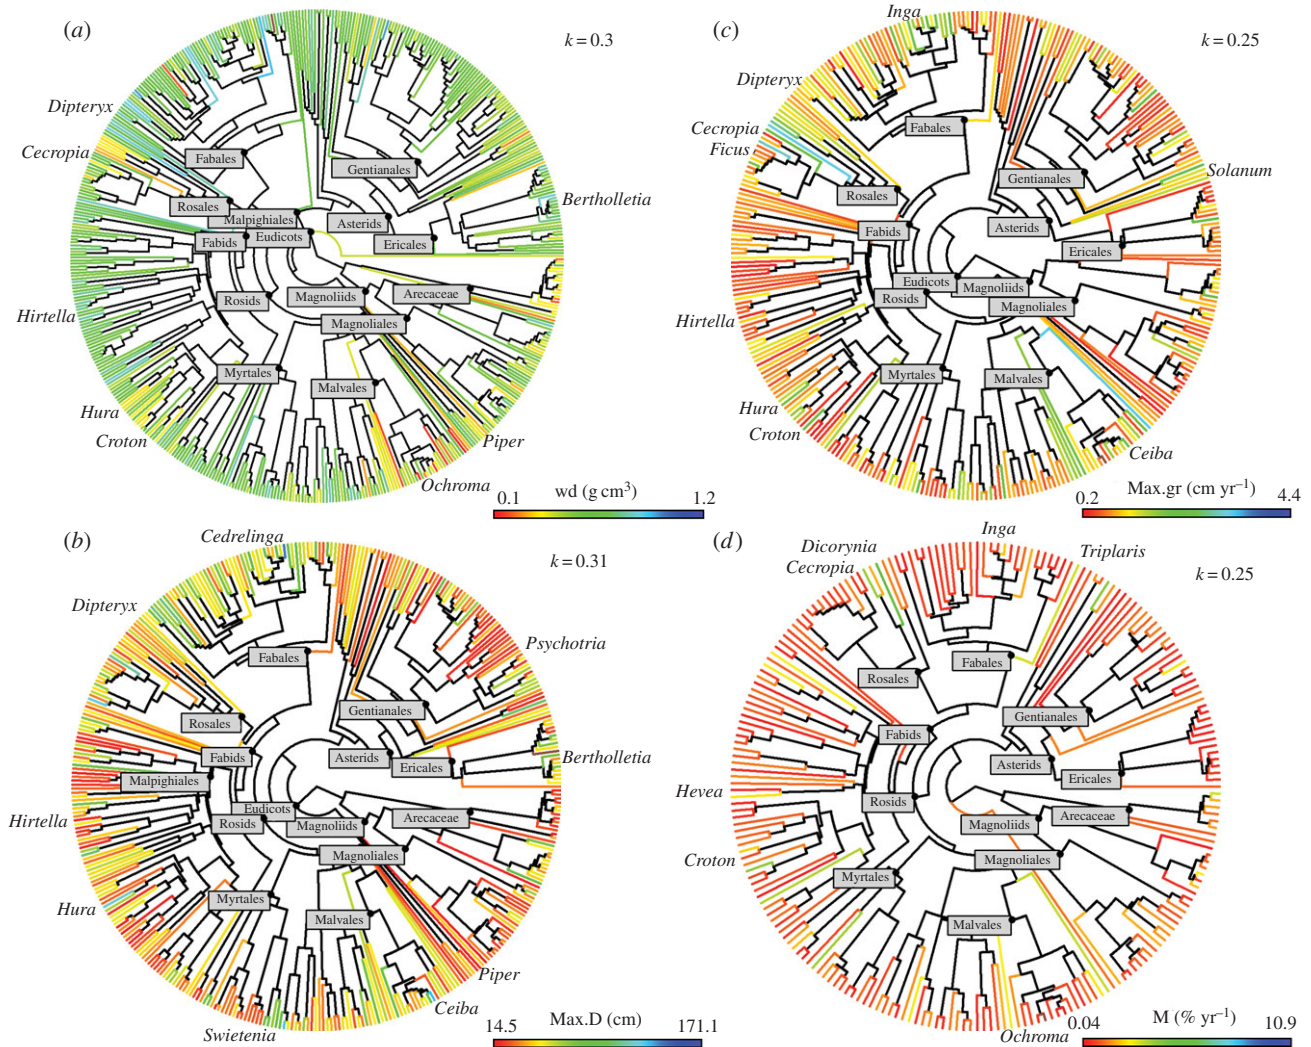 (a)
k = 0.3
Dipteryx
Cecropia
Hirtella
Hura
Croton
Bertholletia
Piper
Ochroma
Fabales
Gentianales
Rosales
Malpighiales
Asterids
Fabids
Eudicots
Ericales
Rosids
Magnoliids
Arecaceae
Magnoliales
Myrtales
Malvales
0.1 wd (g cm³) 1.2
(c)
k = 0.25
Inga
Dipteryx
Cecropia
Ficus
Solanum
Hirtella
Hura
Croton
Ceiba
Fabales
Gentianales
Rosales
Asterids
Fabids
Ericales
Eudicots
Magnoliids
Rosids
Magnoliales
Myrtales
Malvales
0.2 Max.gr (cm yr⁻¹) 4.4
(b)
k = 0.31
Cedrelinga
Dipteryx
Psychotria
Bertholletia
Hirtella
Hura
Piper
Ceiba
Swietenia
Fabales
Gentianales
Rosales
Fabids
Asterids
Ericales
Malpighiales
Eudicots
Rosids
Magnoliids
Arecaceae
Magnoliales
Myrtales
Malvales
14.5 Max.D (cm) 171.1
(d)
k = 0.25
Inga
Dicorynia
Cecropia
Triplaris
Hevea
Croton
Ochroma
Fabales
Rosales
Gentianales
Fabids
Asterids
Ericales
Rosids
Magnoliids
Arecaceae
Magnoliales
Myrtales
Malvales
0.04 M (% yr⁻¹) 10.9